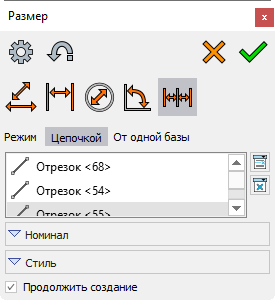 Размер
Режим Цепочкой От одной базы
Отрезок <68>
Отрезок <54>
Отрезок <55>
Номинал
Стиль
Продолжить создание